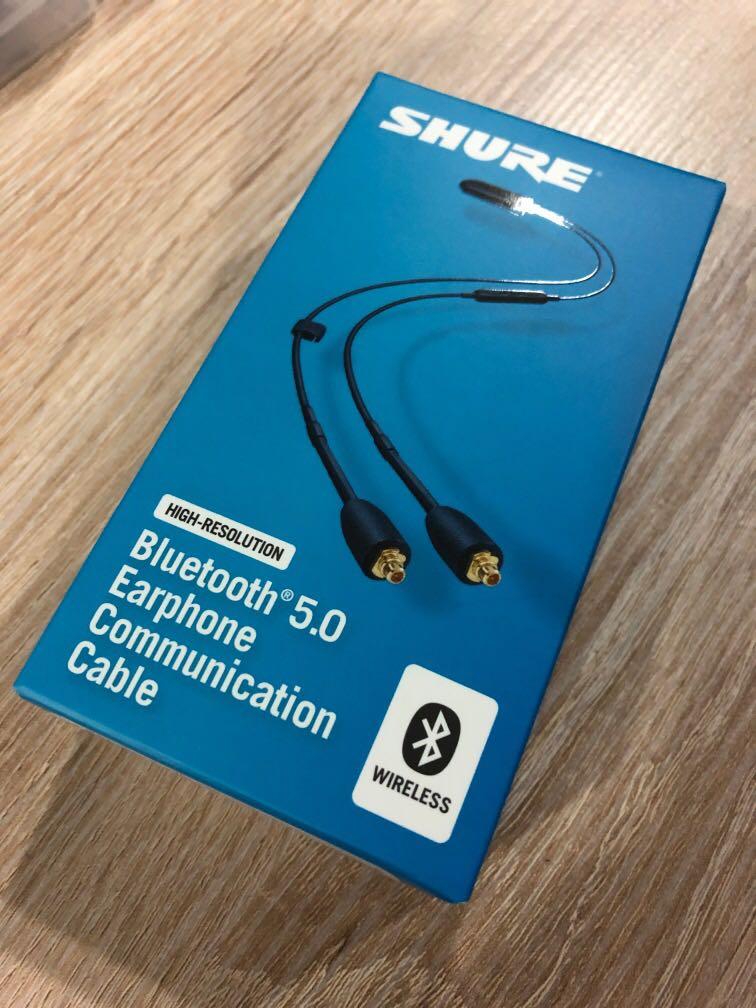 SHURE
HIGH-RESOLUTION
Bluetooth® 5.0
Earphone
Communication
Cable
WIRELESS